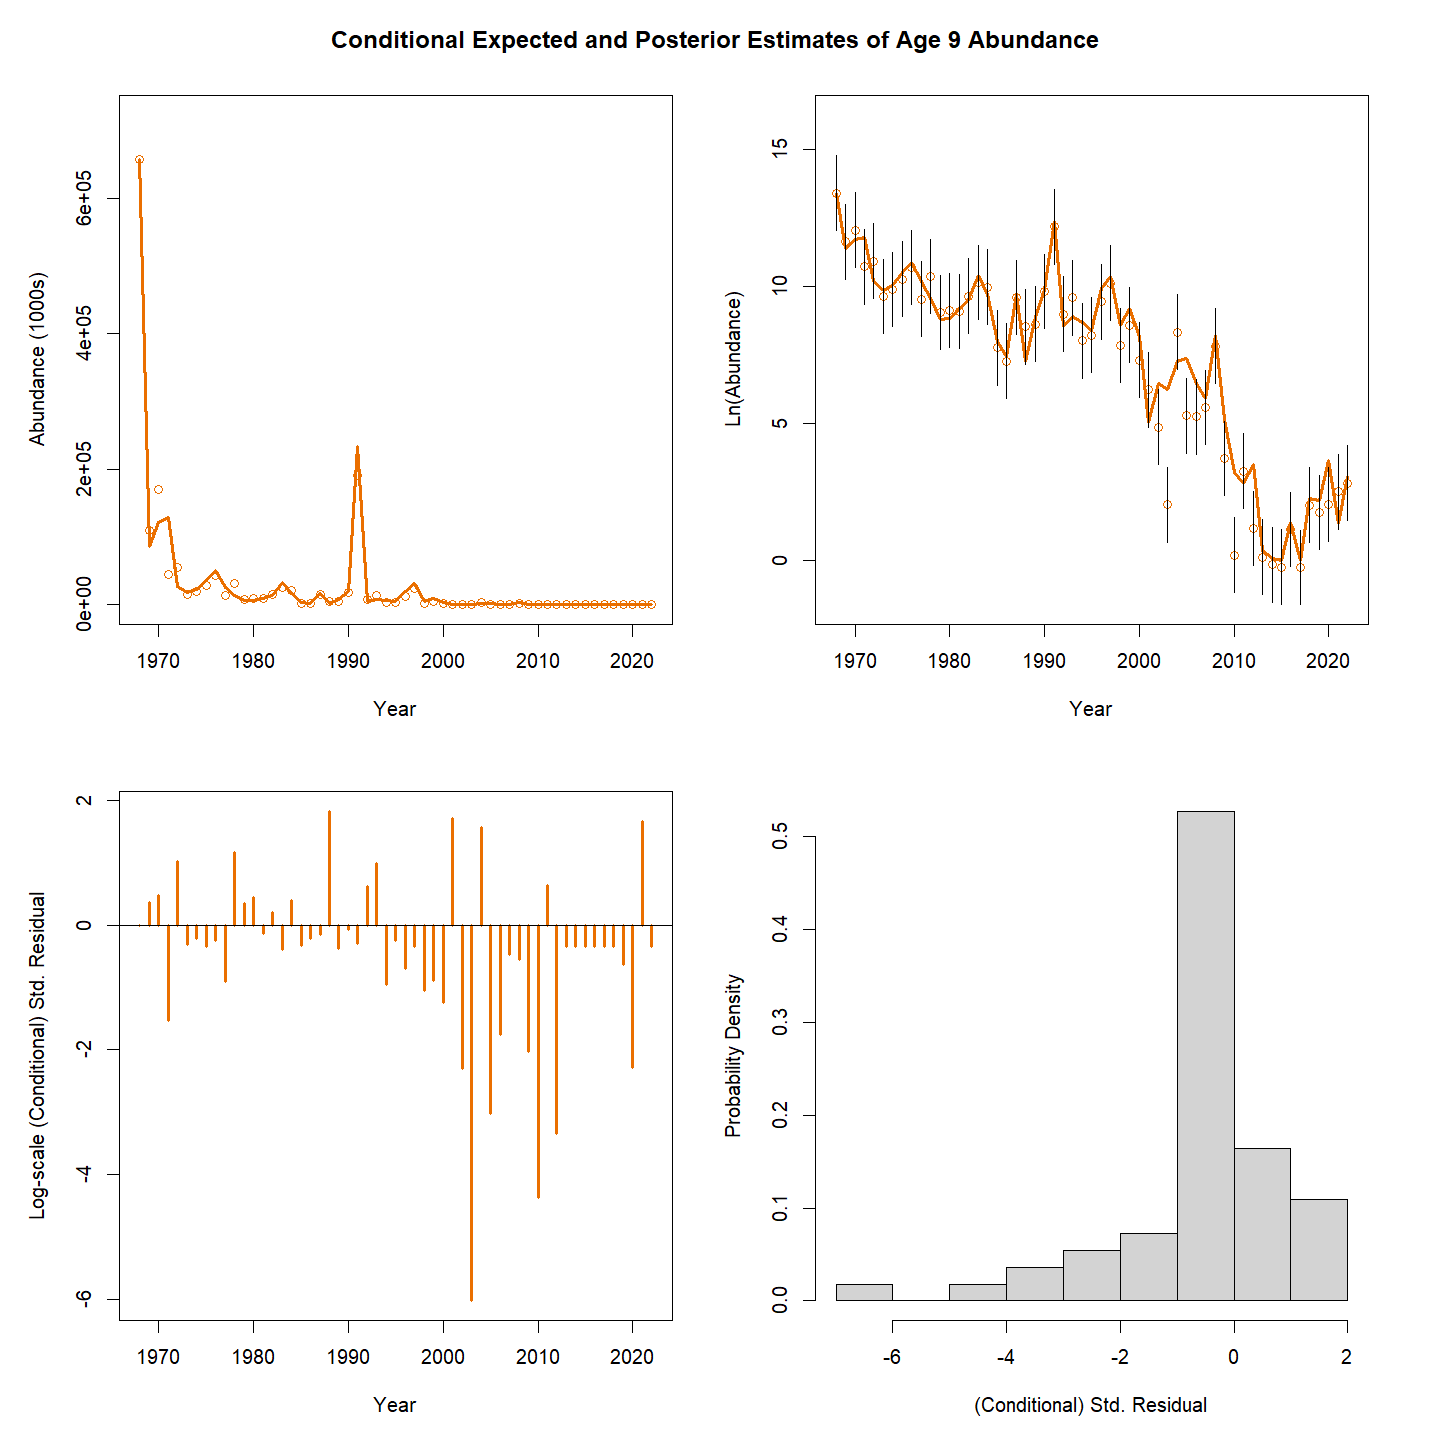 Conditional Expected and Posterior Estimates of Age 9 Abundance
Abundance (1000s)
0e+00 2e+05 4e+05 6e+05
1970 1980 1990 2000 2010 2020
Year
Ln(Abundance)
0 5 10 15
1970 1980 1990 2000 2010 2020
Year
Log-scale (Conditional) Std. Residual
-6 -4 -2 0 2
1970 1980 1990 2000 2010 2020
Year
Probability Density
0.0 0.1 0.2 0.3 0.4 0.5
-6 -4 -2 0 2
(Conditional) Std. Residual